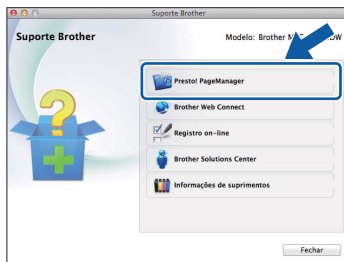 Suporte Brother
Suporte Brother
Modelo: Brother
Presto! PageManager
Brother Web Connect
Registro on-line
Brother Solutions Center
Informações de suprimentos
Fechar